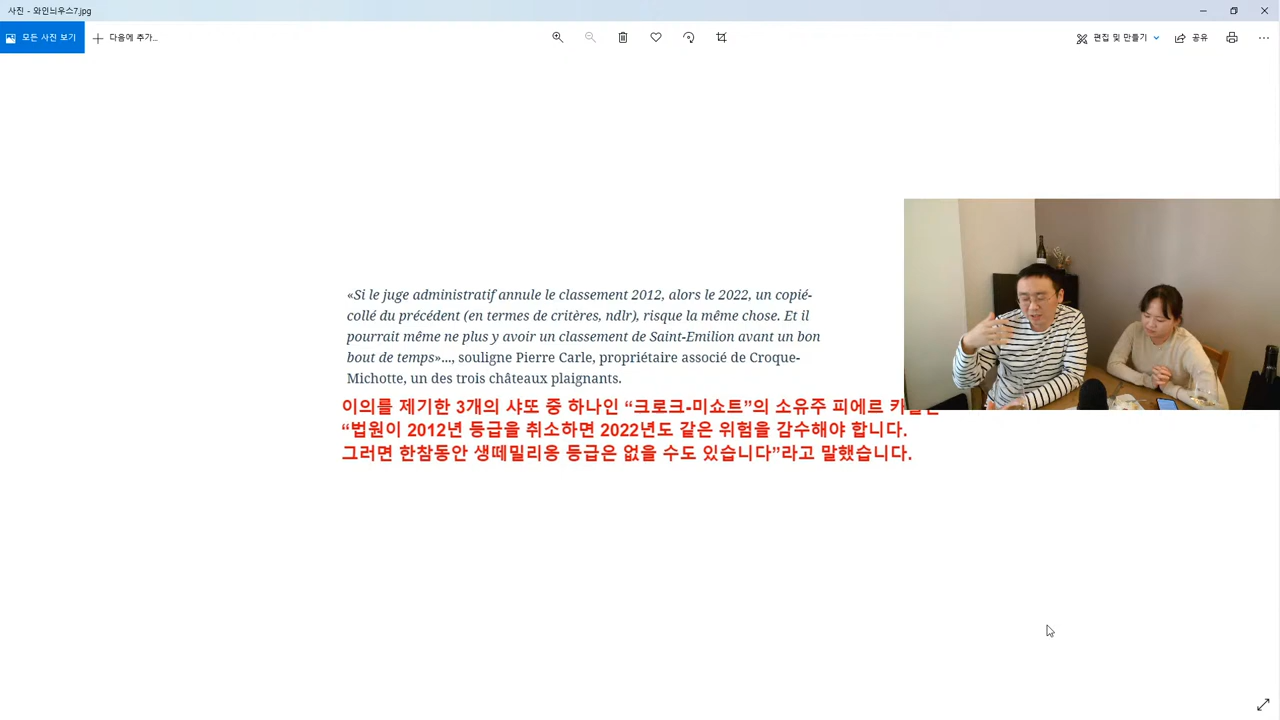 사진 - 와인늬우스7.jpg
모든 사진 보기
다음에 추가...
편집 및 만들기
공유
«Si le juge administratif annule le classement 2012, alors le 2022, un copié-
collé du précédent (en termes de critères, ndlr), risque la même chose. Et il
pourrait même ne plus y avoir un classement de Saint-Emilion avant un bon
bout de temps»..., souligne Pierre Carle, propriétaire associé de Croque-
Michotte, un des trois châteaux plaignants.
이의를 제기한 3개의 샤또 중 하나인 “크로크-미쇼트”의 소유주 피에르
“법원이 2012년 등급을 취소하면 2022년도 같은 위험을 감수해야 합니다.
그러면 한참동안 생떼밀리옹 등급은 없을 수도 있습니다”라고 말했습니다.